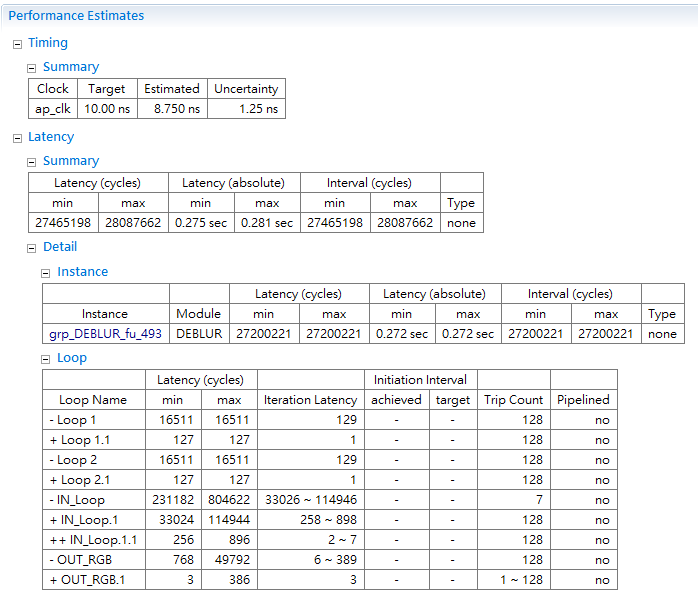 Performance Estimates
Timing
Summary
Clock Target Estimated Uncertainty
ap_clk 10.00 ns 8.750 ns 1.25 ns
Latency
Summary
Latency (cycles) Latency (absolute) Interval (cycles)
min max min max min max Type
27465198 28087662 0.275 sec 0.281 sec 27465198 28087662 none
Detail
Instance
Latency (cycles) Latency (absolute) Interval (cycles)
Instance Module min max min max min max Type
grp_DEBLUR_fu_493 DEBLUR 27200221 27200221 0.272 sec 0.272 sec 27200221 27200221 none
Loop
Latency (cycles) Initiation Interval
Loop Name min max Iteration Latency achieved target Trip Count Pipelined
- Loop 1 16511 16511 129 - - 128 no
+ Loop 1.1 127 127 1 - - 128 no
- Loop 2 16511 16511 129 - - 128 no
+ Loop 2.1 127 127 1 - - 128 no
- IN_Loop 231182 804622 33026 ~ 114946 - - 7 no
+ IN_Loop.1 33024 114944 258 ~ 898 - - 128 no
++ IN_Loop.1.1 256 896 2 ~ 7 - - 128 no
- OUT_RGB 768 49792 6 ~ 389 - - 128 no
+ OUT_RGB.1 3 386 3 - - 1 ~ 128 no